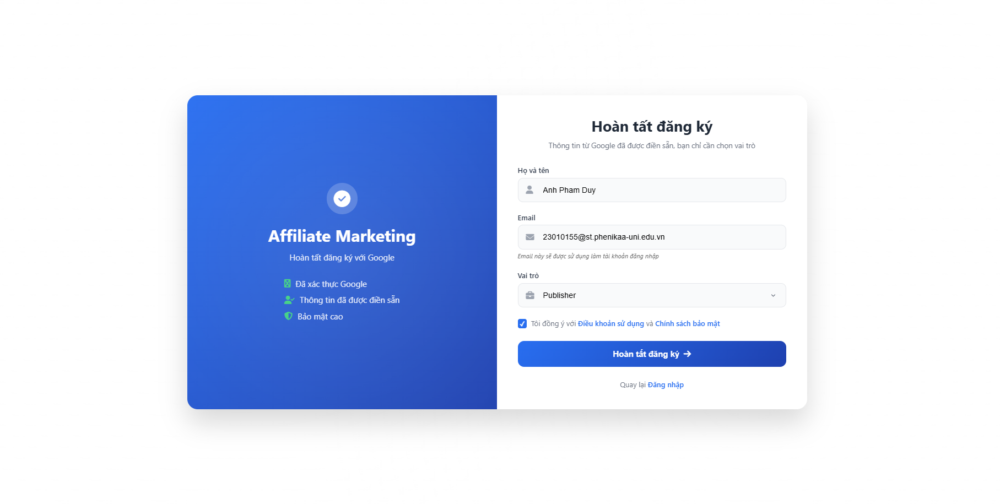 Affiliate Marketing
Hoàn tất đăng ký với Google
Đã xác thực Google
Thông tin đã được điền sẵn
Bảo mật cao
Hoàn tất đăng ký
Thông tin từ Google đã được điền sẵn, bạn chỉ cần chọn vai trò
Họ và tên
Anh Pham Duy
Email
23010155@st.phenikaa-uni.edu.vn
Email này sẽ được sử dụng làm tài khoản đăng nhập
Vai trò
Publisher
Tôi đồng ý với Điều khoản sử dụng và Chính sách bảo mật
Hoàn tất đăng ký →
Quay lại Đăng nhập